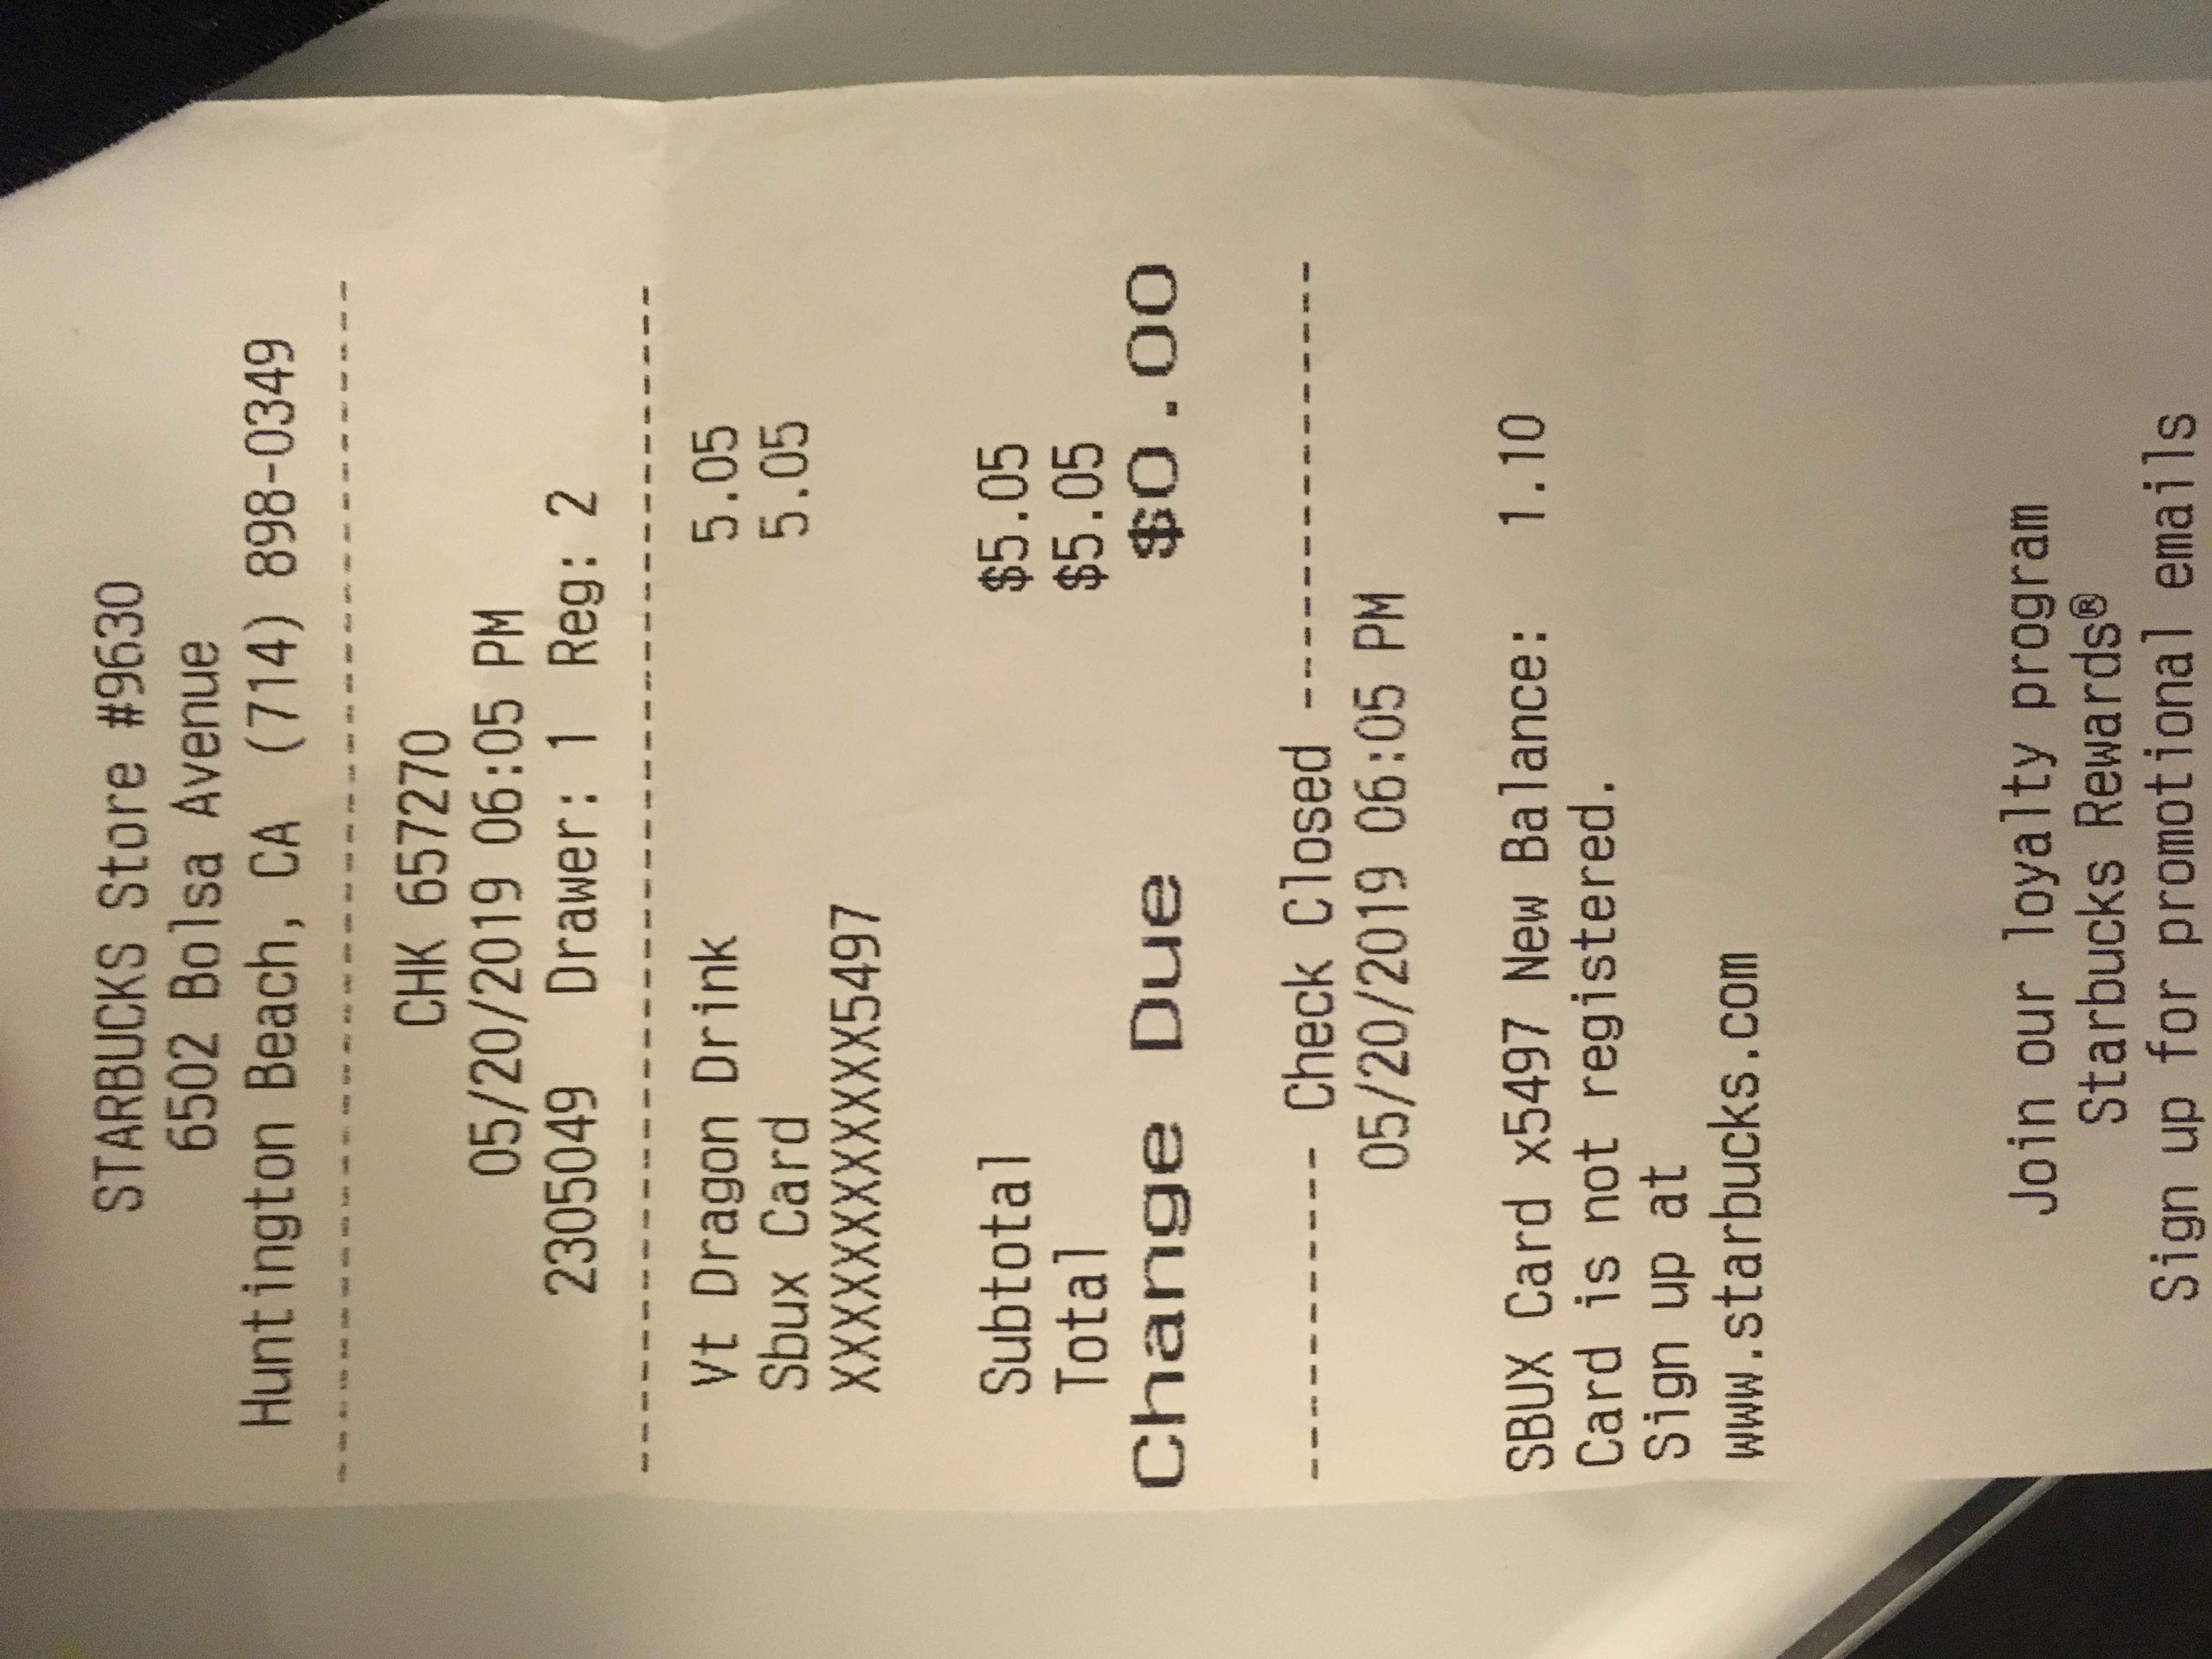 STARBUCKS Store #9630
6502 Bolsa Avenue
Huntington Beach, CA (714) 898-0349
----------------------------------------
CHK 657270
05/20/2019 06:05 PM
2305049 Drawer: 1 Reg: 2
----------------------------------------
Vt Dragon Drink 5.05
Sbux Card 5.05
XXXXXXXXXXXX5497
Subtotal $5.05
Total $5.05
Change Due $0.00
----------- Check Closed ---------------
05/20/2019 06:05 PM
SBUX Card x5497 New Balance: 1.10
Card is not registered.
Sign up at
www.starbucks.com
Join our loyalty program
Starbucks Rewards®
Sign up for promotional emails